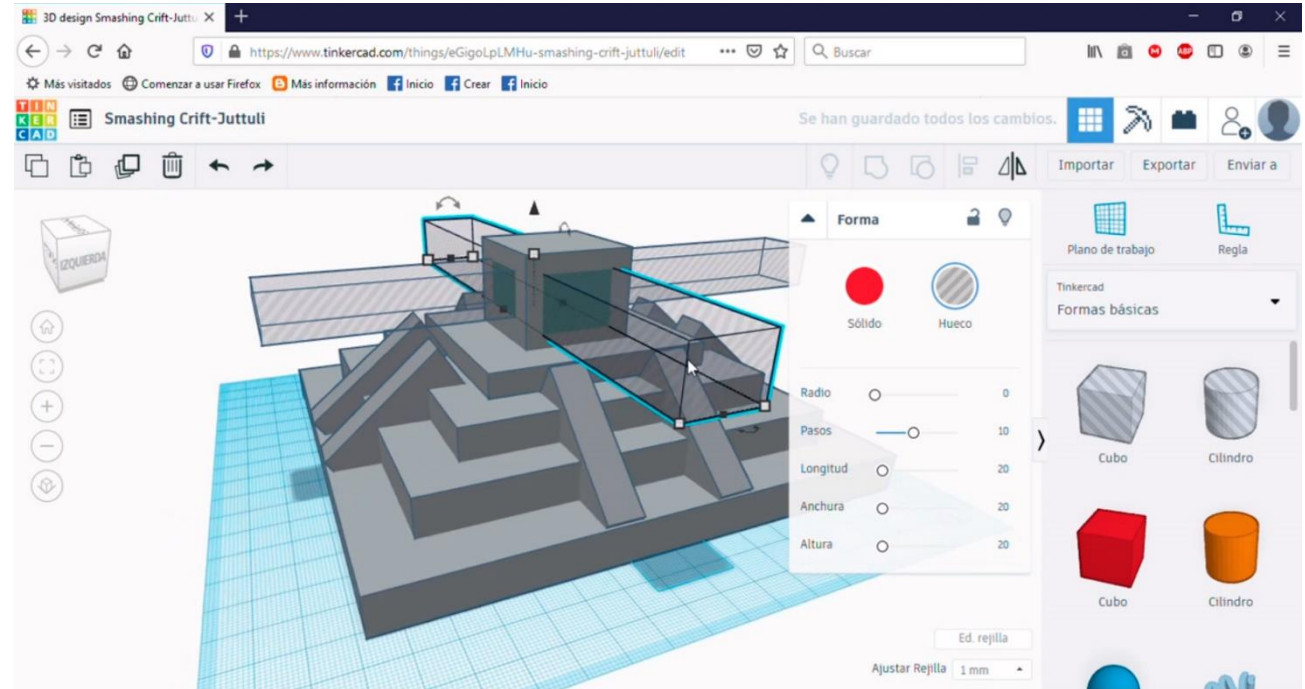 3D design Smashing Crift-Juttu
https://www.tinkercad.com/things/eGigoLpLMHu-smashing-crift-juttuli/edit
Buscar
Más visitados Comenzar a usar Firefox Más información Inicio Crear Inicio
TINKERCAD
Smashing Crift-Juttuli
Se han guardado todos los cambios.
Importar Exportar Enviar a
IZQUIERDA
Forma
Sólido Hueco
Radio 0
Pasos 10
Longitud 20
Anchura 20
Altura 20
Ed. rejilla
Ajustar Rejilla 1 mm
Plano de trabajo Regla
Tinkercad
Formas básicas
Cubo Cilindro
Cubo Cilindro